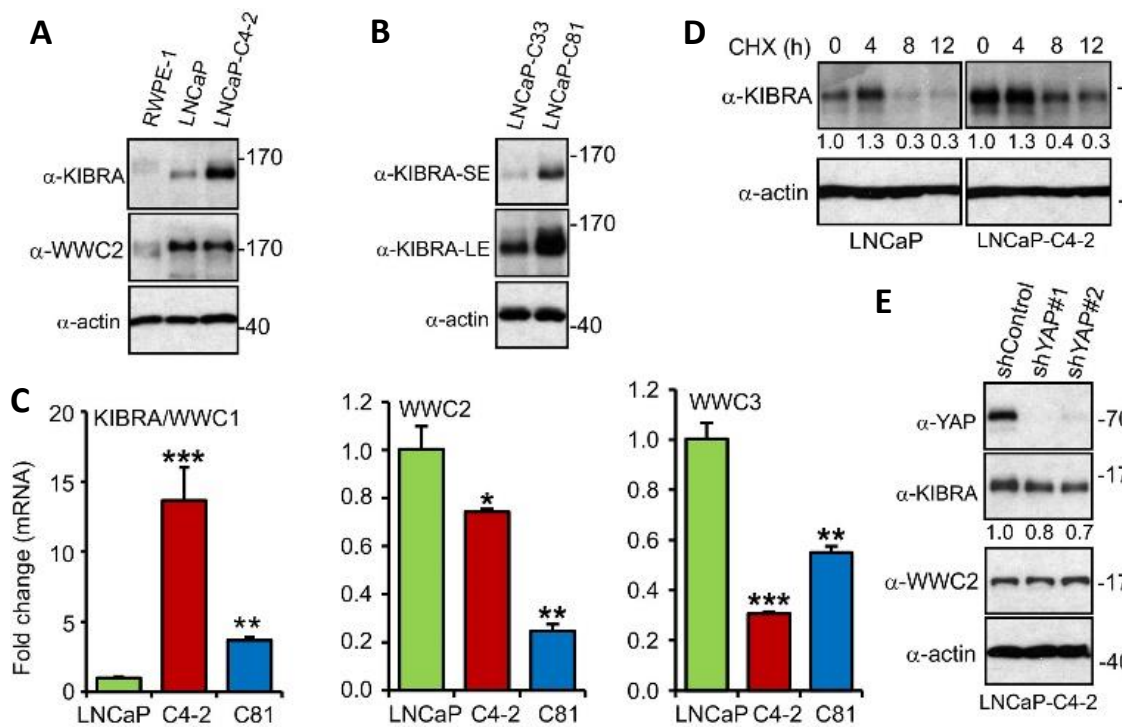 A
RWPE-1
LNCaP
LNCaP-C4-2
α-KIBRA
-170
α-WWC2
-170
α-actin
-40
B
LNCaP-C33
LNCaP-C81
α-KIBRA-SE
-170
α-KIBRA-LE
-170
α-actin
-40
D
CHX (h) 0 4 8 12 0 4 8 12
α-KIBRA
1.0 1.3 0.3 0.3 1.0 1.3 0.4 0.3
α-actin
LNCaP LNCaP-C4-2
C
Fold change (mRNA)
KIBRA/WWC1
20
15
10
5
0
***
**
LNCaP C4-2 C81
WWC2
1.2
1.0
0.8
0.6
0.4
0.2
0.0
*
**
LNCaP C4-2 C81
WWC3
1.2
1.0
0.8
0.6
0.4
0.2
0.0
***
**
LNCaP C4-2 C81
E
shControl
shYAP#1
shYAP#2
α-YAP
α-KIBRA
-17
1.0 0.8 0.7
α-WWC2
-17
α-actin
LNCaP-C4-2